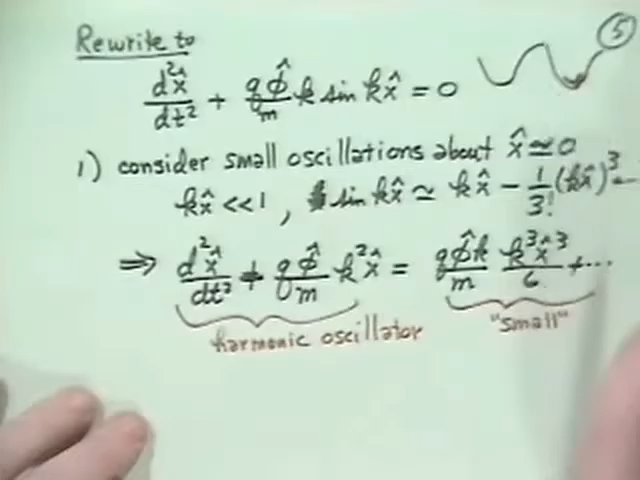 5
Rewrite to
d²x̂/dt² + qφ̂/m k sin kx̂ = 0
1) consider small oscillations about x̂ ≃ 0
kx̂ << 1, sin kx̂ ≃ kx̂ - 1/3! (kx̂)³
⇒ d²x̂/dt² + qφ̂/m k²x̂ = qφ̂k/m k³x̂³/6 + ...
harmonic oscillator "small"